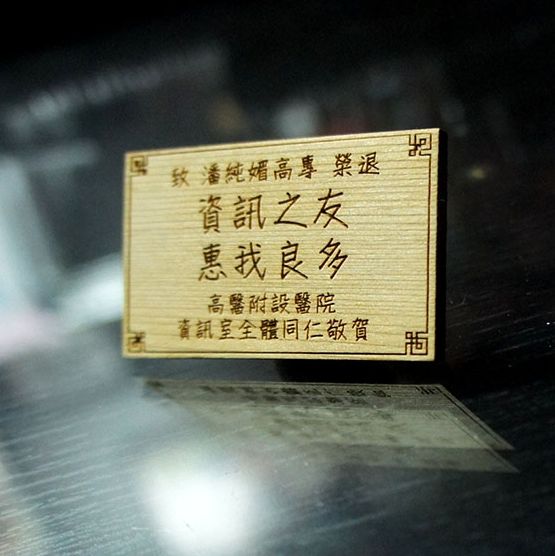 致 潘純媚高專 榮退
資訊之友
惠我良多
高醫附設醫院
資訊室全體同仁敬賀